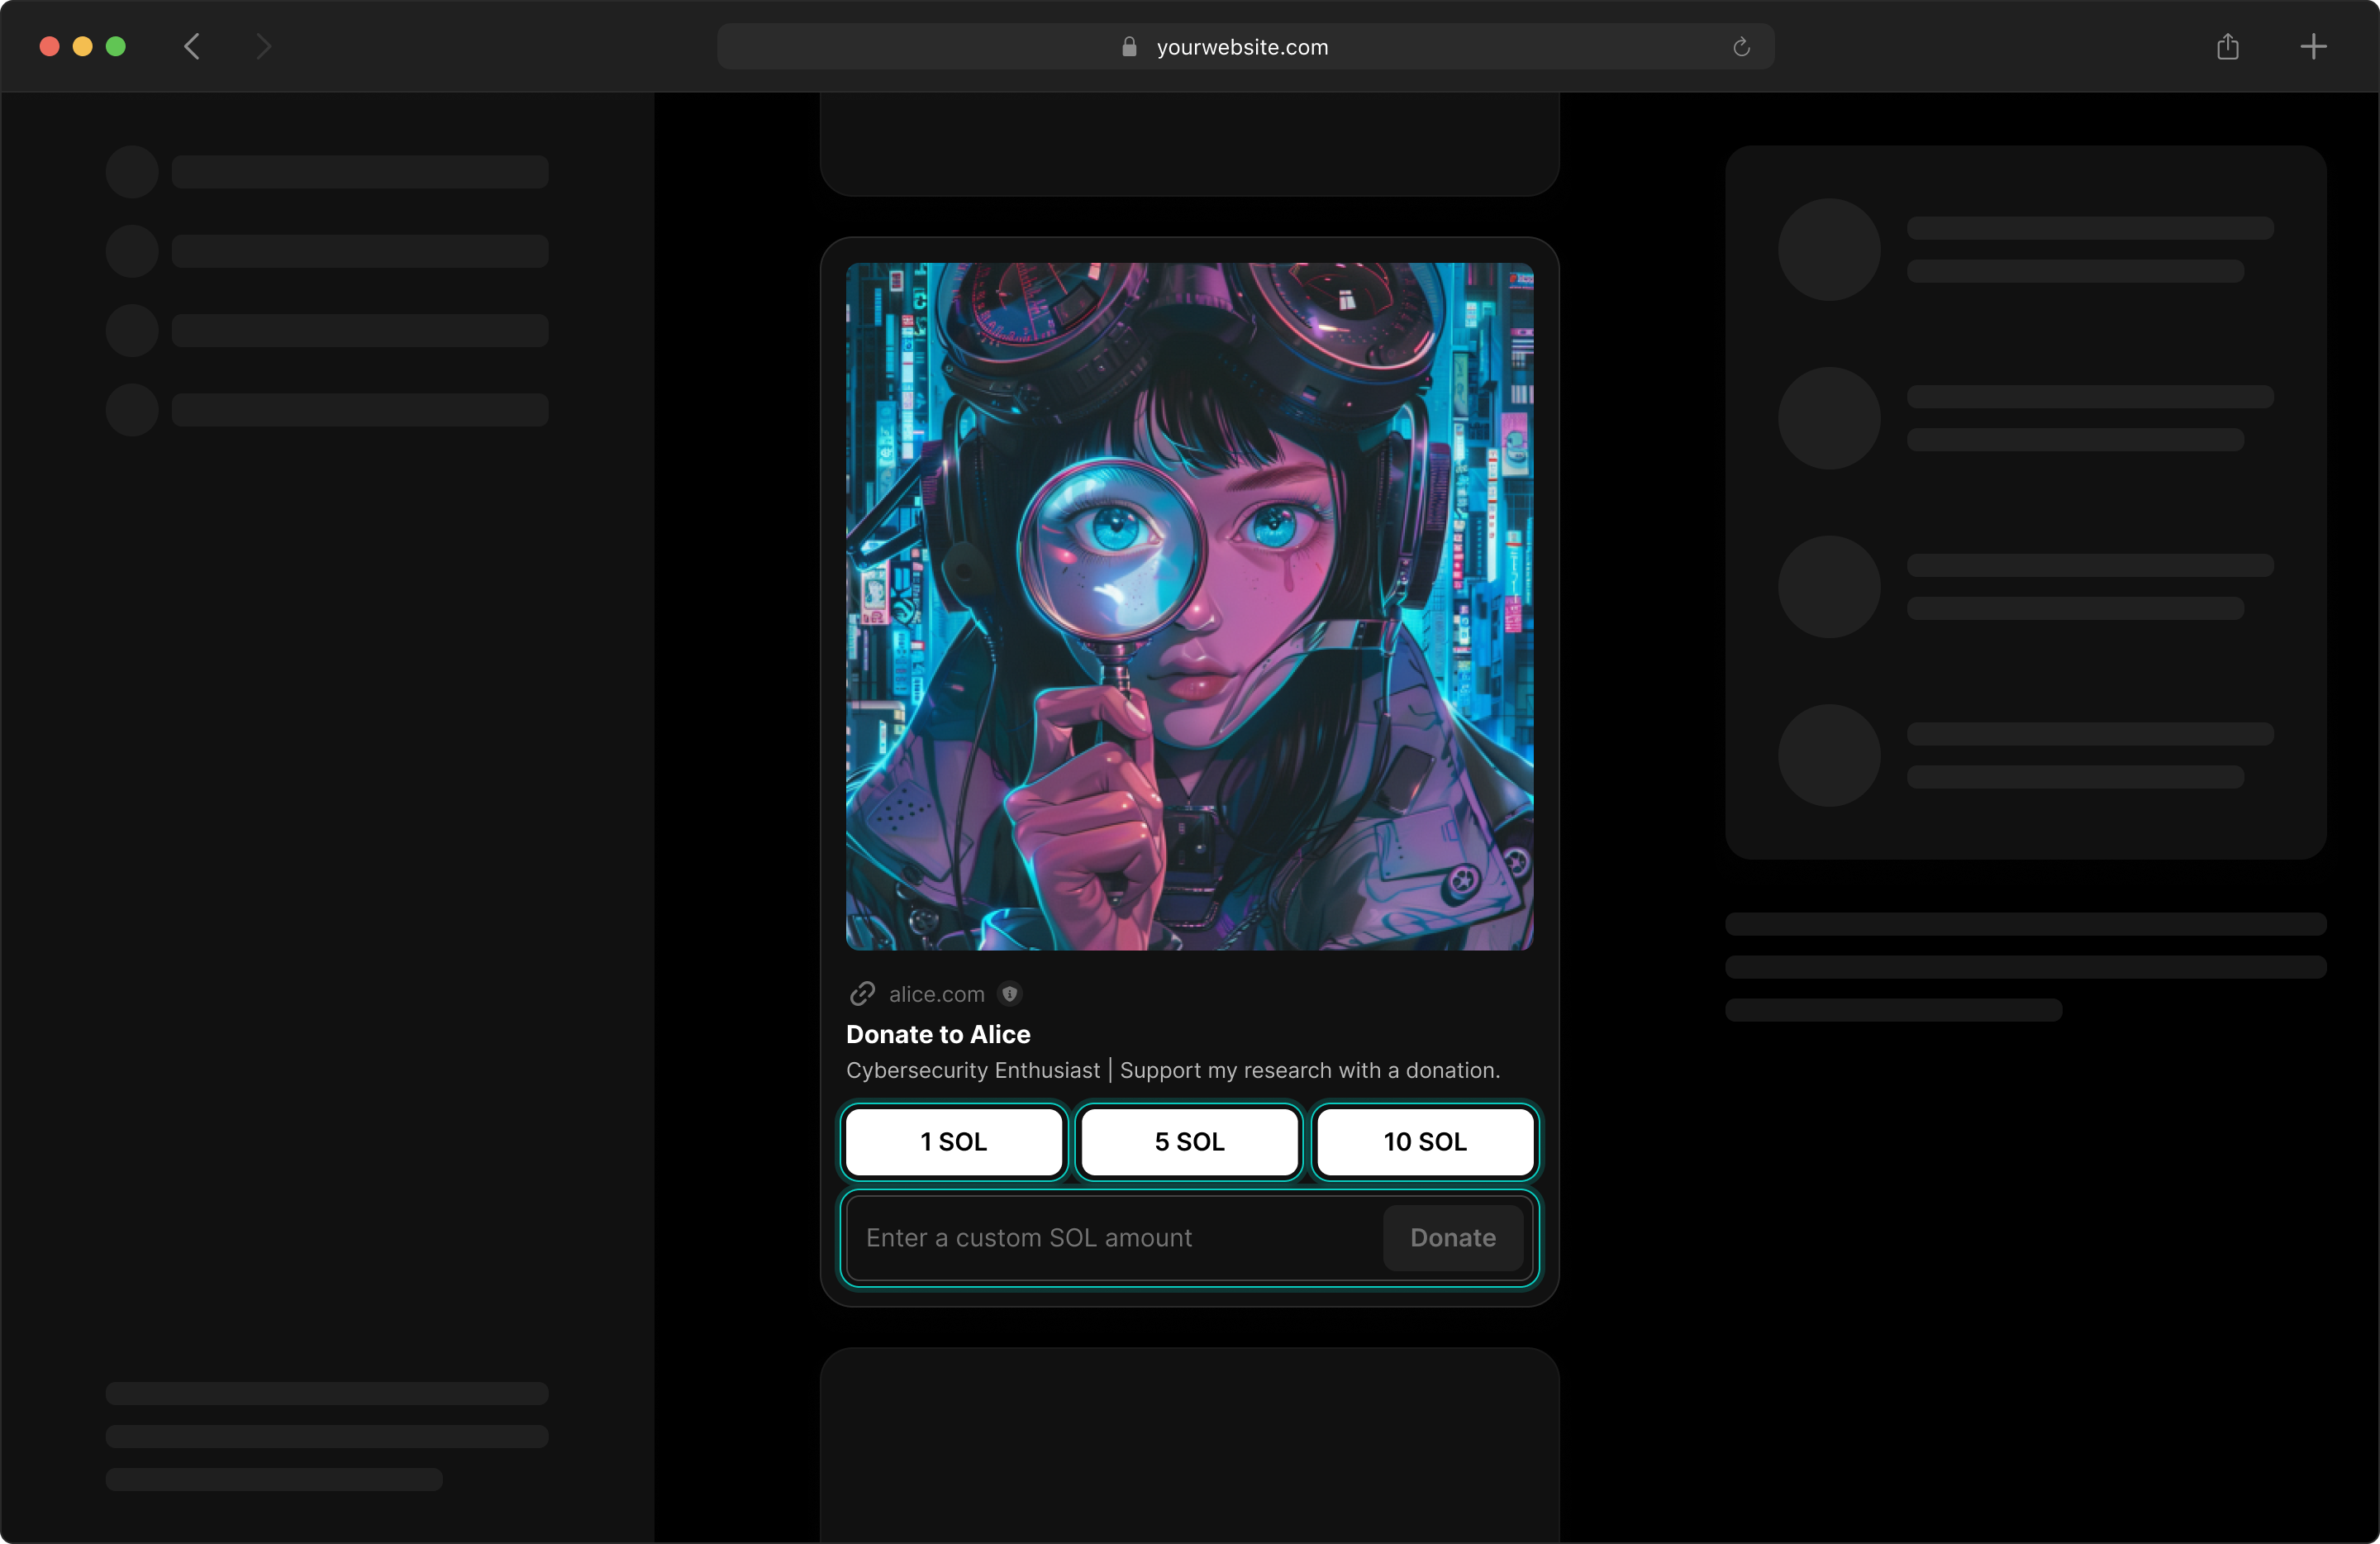 yourwebsite.com
alice.com
Donate to Alice
Cybersecurity Enthusiast | Support my research with a donation.
1 SOL
5 SOL
10 SOL
Enter a custom SOL amount
Donate